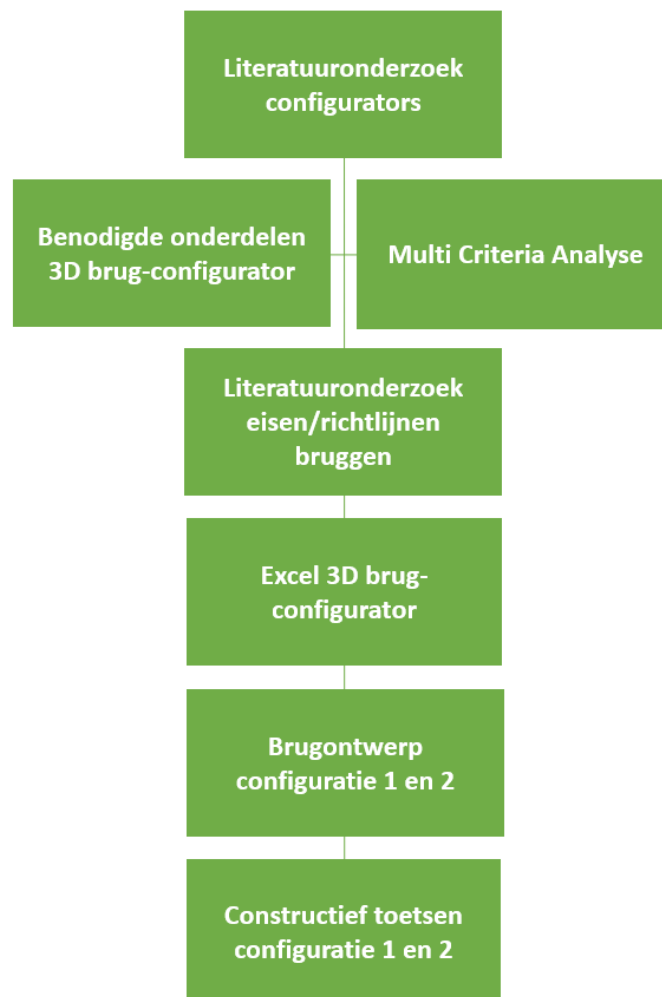 Literatuuronderzoek
configurators
Benodigde onderdelen
3D brug-configurator
Multi Criteria Analyse
Literatuuronderzoek
eisen/richtlijnen
bruggen
Excel 3D brug-
configurator
Brugontwerp
configuratie 1 en 2
Constructief toetsen
configuratie 1 en 2